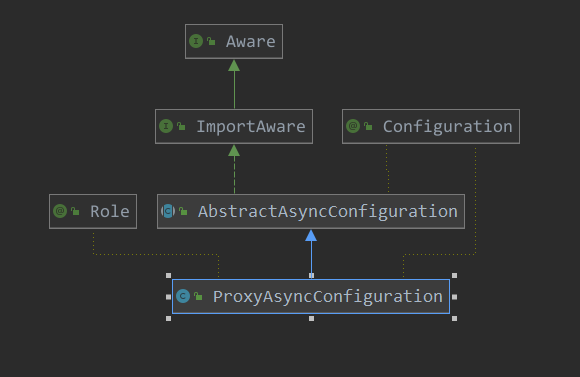 Aware
ImportAware
Configuration
Role
AbstractAsyncConfiguration
ProxyAsyncConfiguration